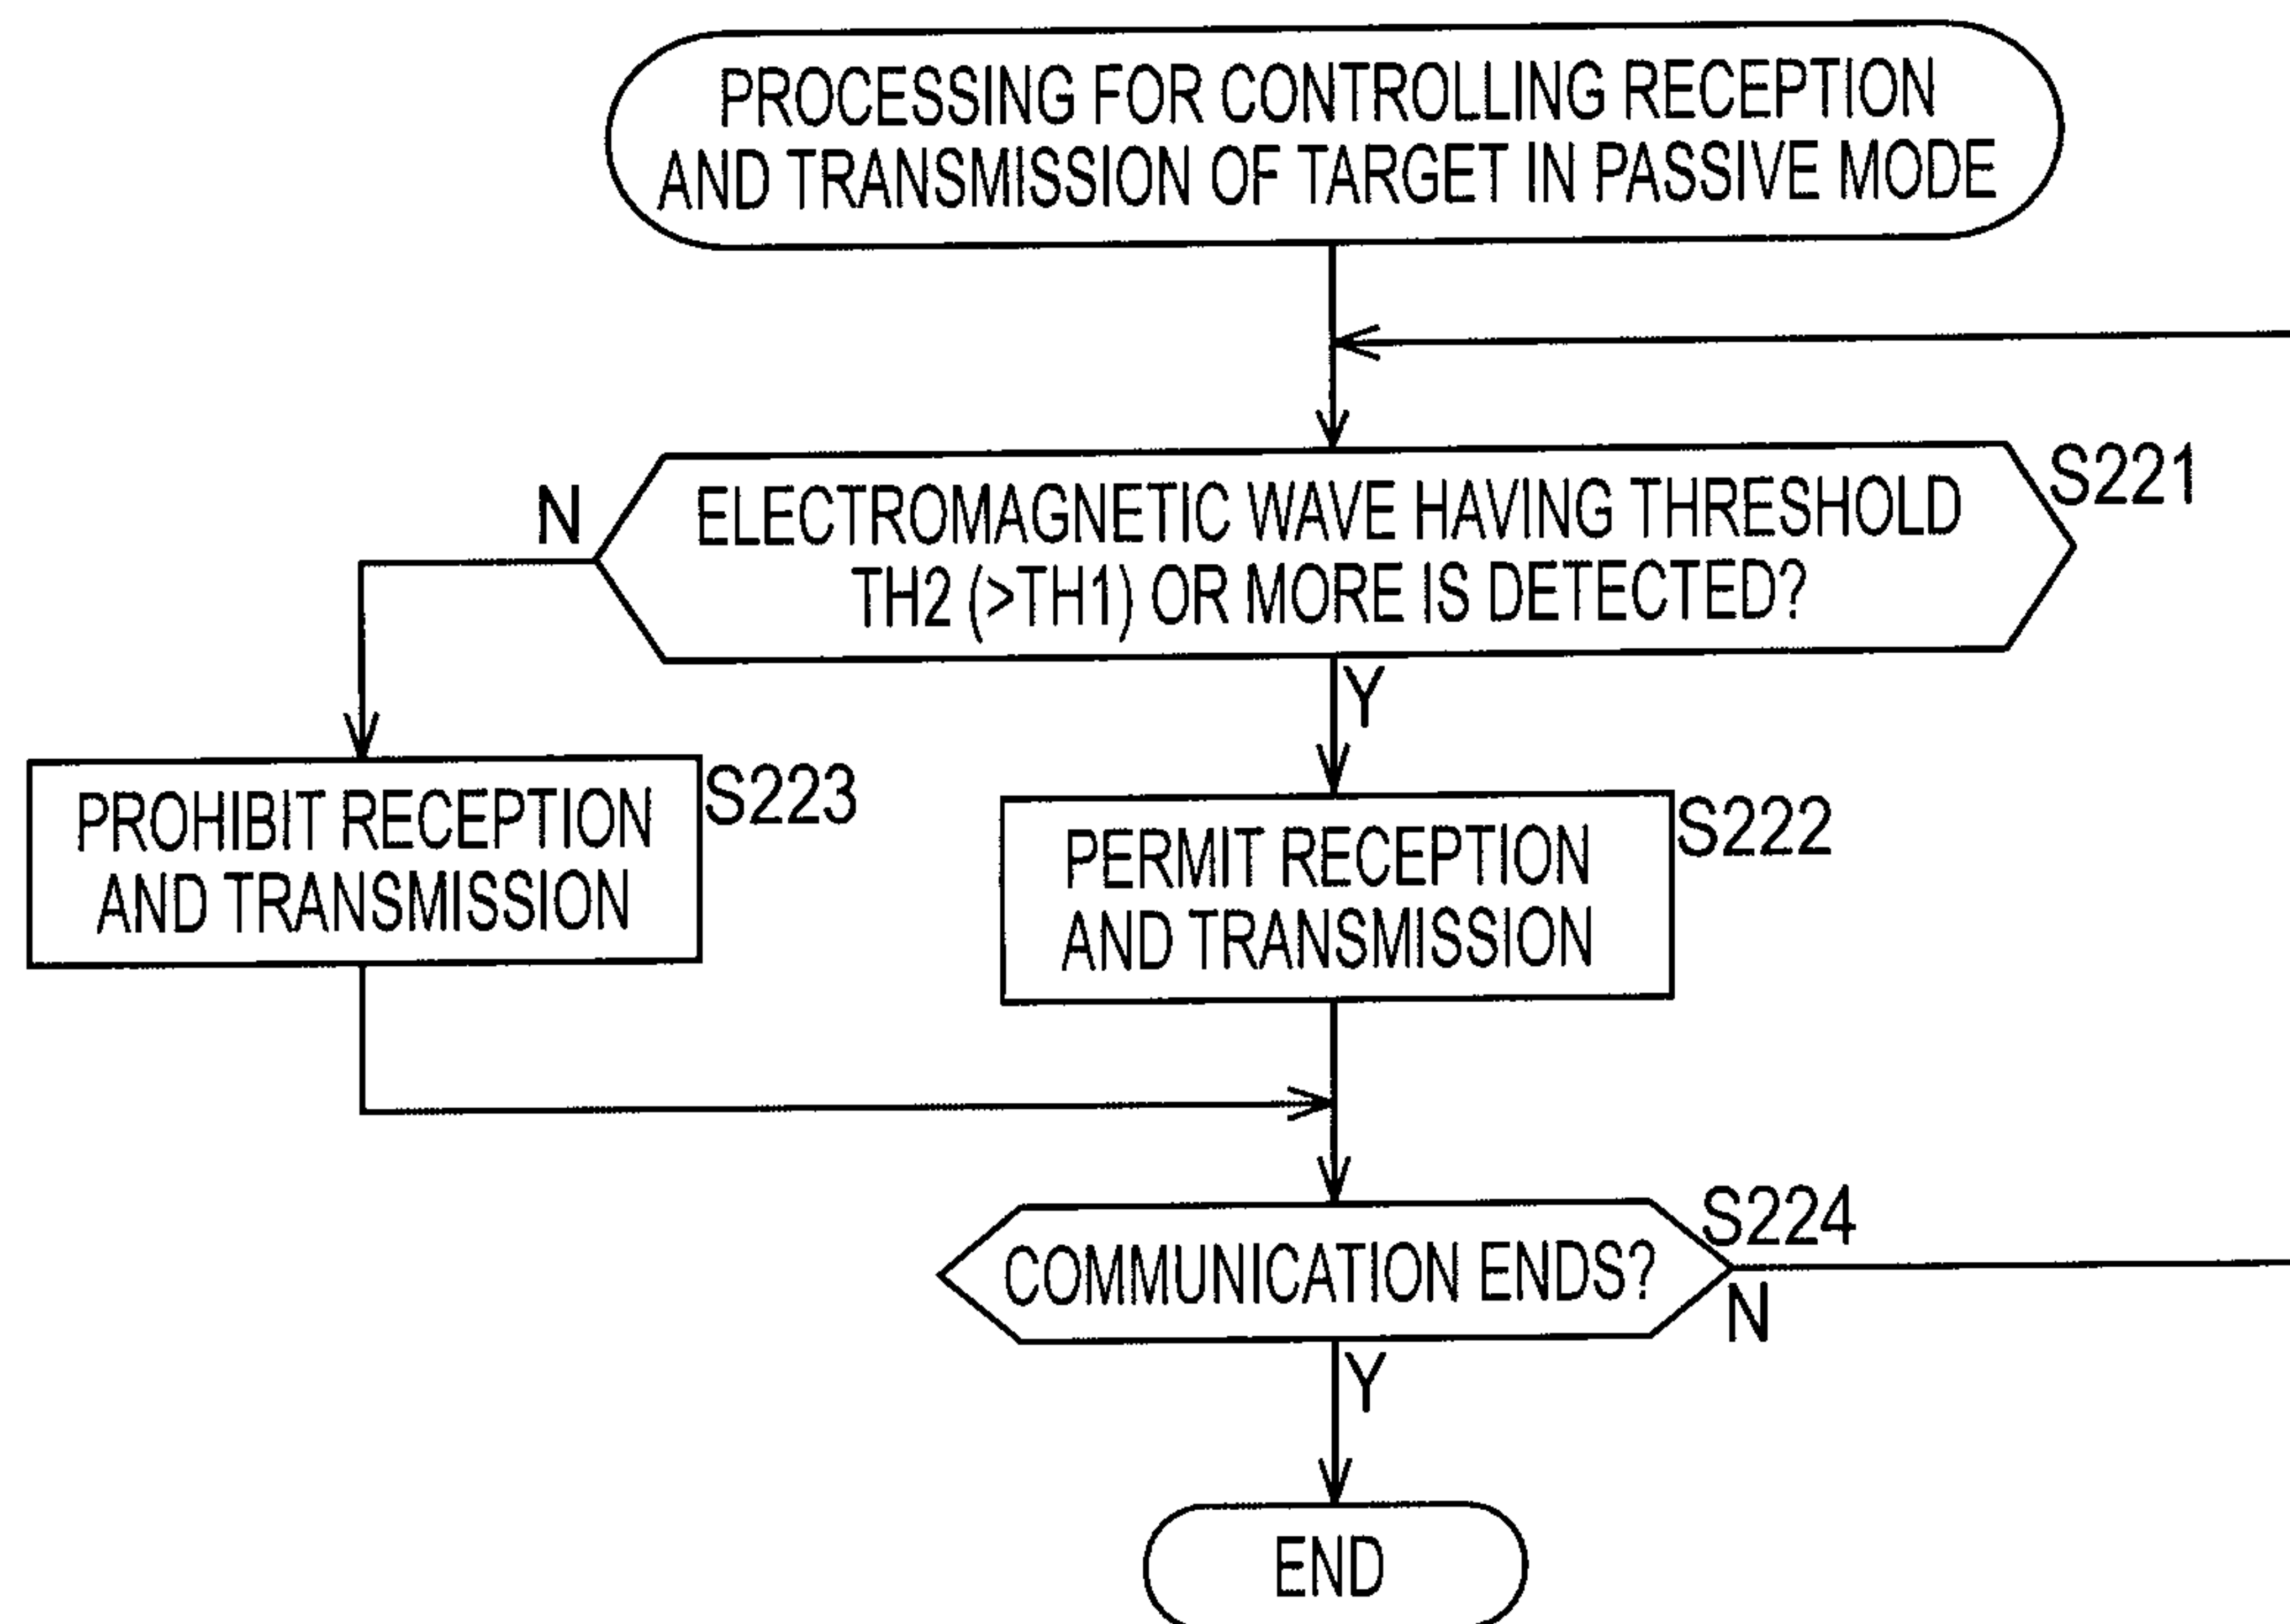 PROCESSING FOR CONTROLLING RECEPTION
AND TRANSMISSION OF TARGET IN PASSIVE MODE
S221
N
ELECTROMAGNETIC WAVE HAVING THRESHOLD
TH2 (>TH1) OR MORE IS DETECTED?
Y
S223
PROHIBIT RECEPTION
AND TRANSMISSION
S222
PERMIT RECEPTION
AND TRANSMISSION
S224
COMMUNICATION ENDS?
N
Y
END